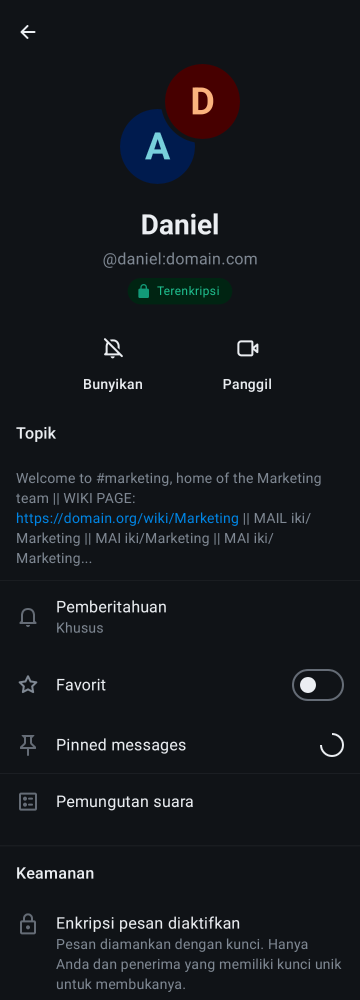 D
A
Daniel
@daniel:domain.com
Terenkripsi
Bunyikan
Panggil
Topik
Welcome to #marketing, home of the Marketing
team || WIKI PAGE:
https://domain.org/wiki/Marketing || MAIL iki/
Marketing || MAI iki/Marketing || MAI iki/
Marketing...
Pemberitahuan
Khusus
Favorit
Pinned messages
Pemungutan suara
Keamanan
Enkripsi pesan diaktifkan
Pesan diamankan dengan kunci. Hanya
Anda dan penerima yang memiliki kunci unik
untuk membukanya.